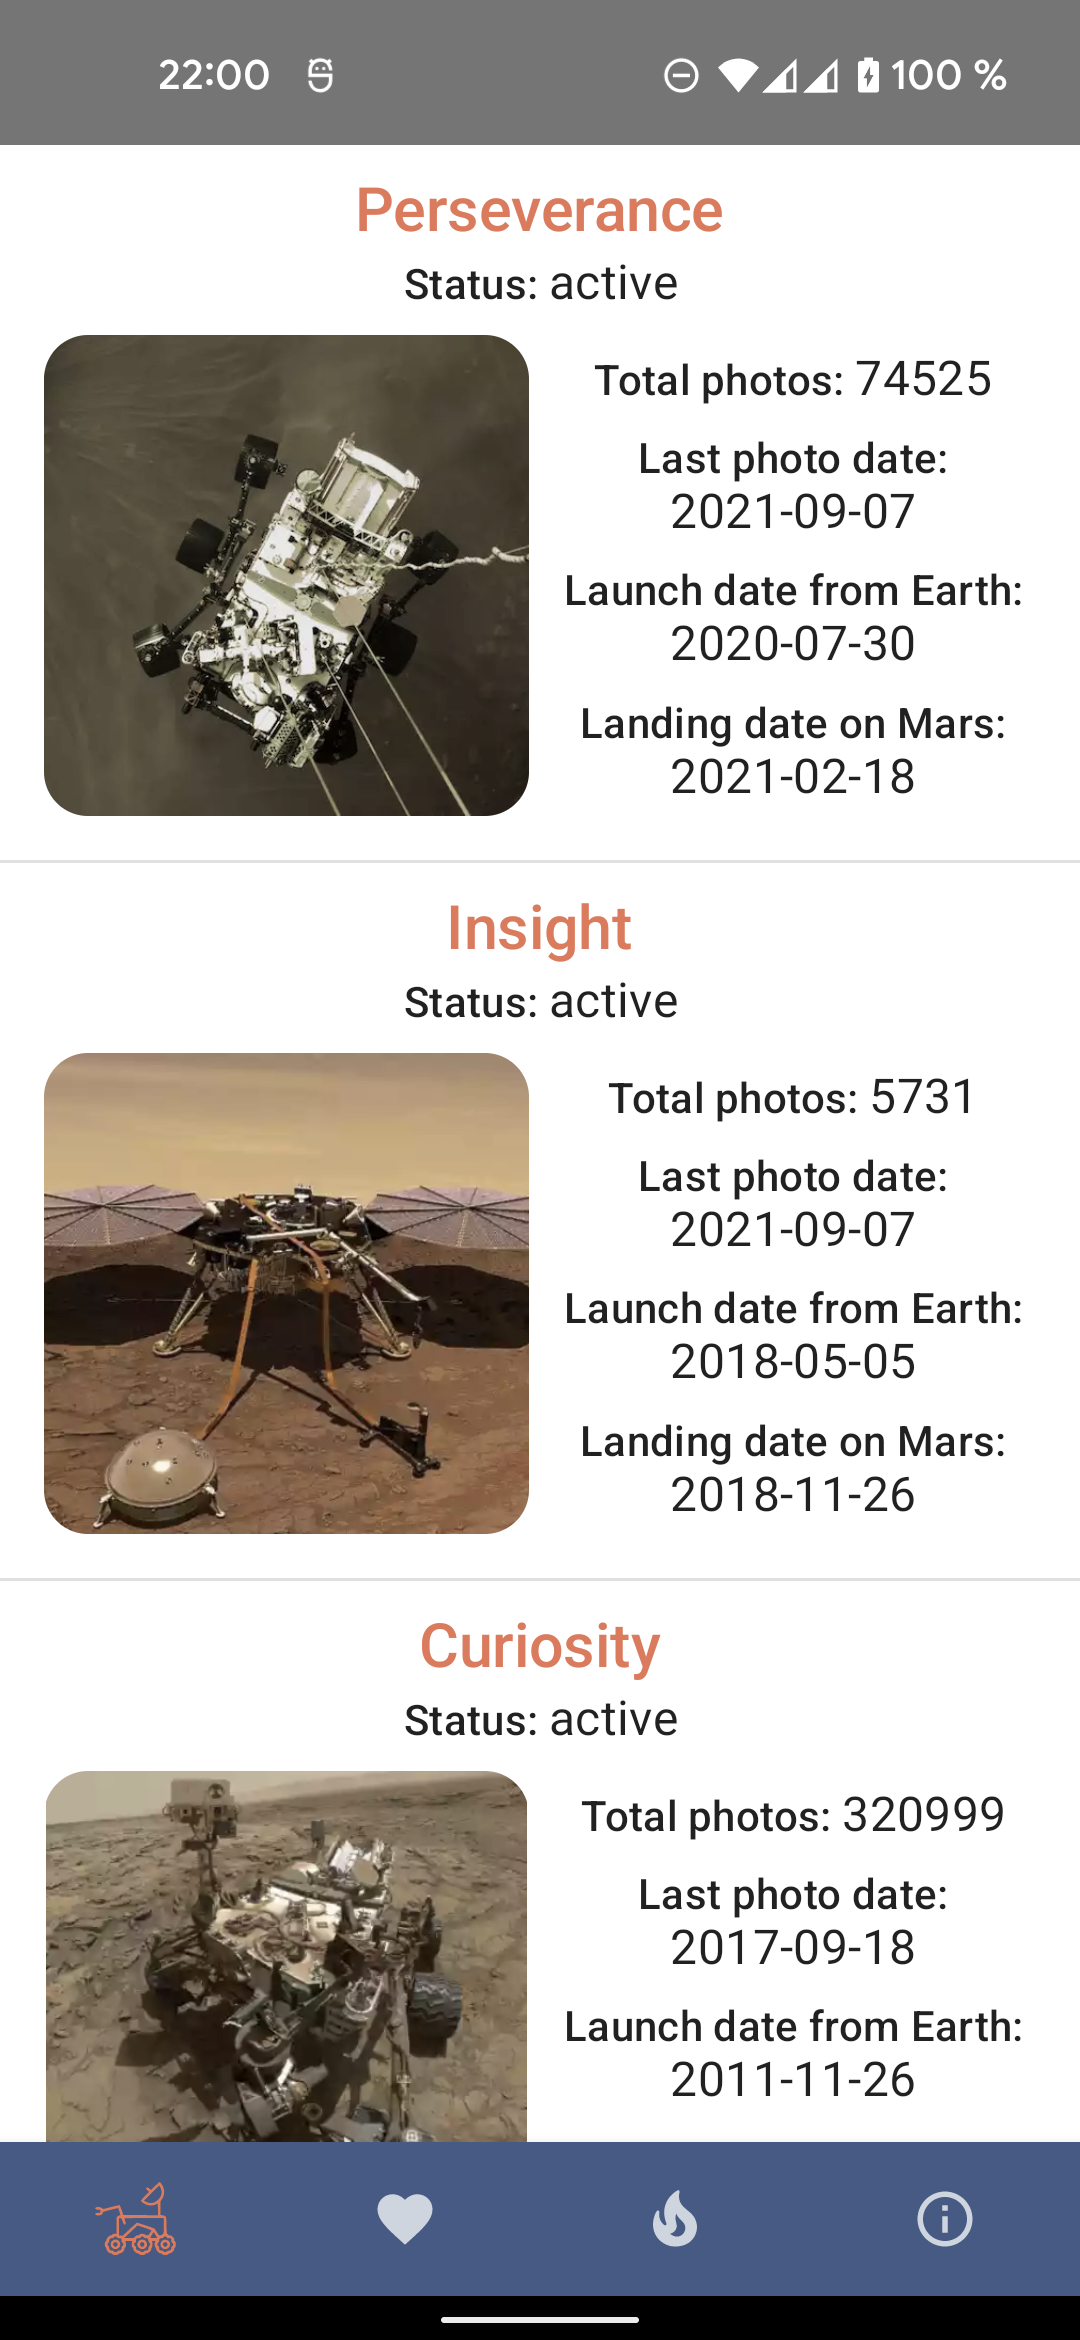 22:00
100 %
Perseverance
Status: active
Total photos: 74525
Last photo date:
2021-09-07
Launch date from Earth:
2020-07-30
Landing date on Mars:
2021-02-18
Insight
Status: active
Total photos: 5731
Last photo date:
2021-09-07
Launch date from Earth:
2018-05-05
Landing date on Mars:
2018-11-26
Curiosity
Status: active
Total photos: 320999
Last photo date:
2017-09-18
Launch date from Earth:
2011-11-26